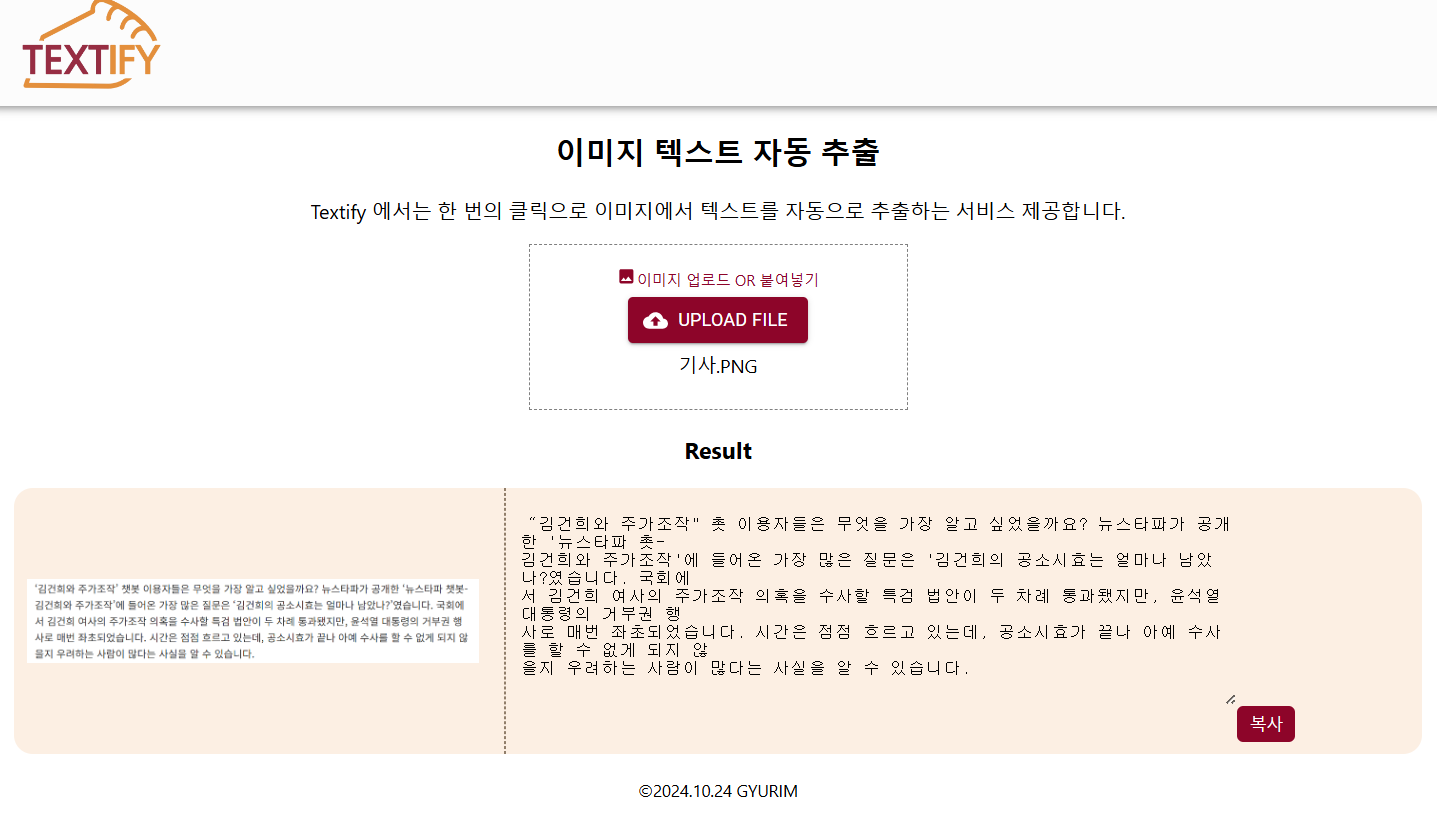 TEXTIFY
이미지 텍스트 자동 추출
Textify 에서는 한 번의 클릭으로 이미지에서 텍스트를 자동으로 추출하는 서비스 제공합니다.
이미지 업로드 OR 붙여넣기
UPLOAD FILE
기사.PNG
Result
‘김건희와 주가조작’ 챗봇 이용자들은 무엇을 가장 알고 싶었을까요? 뉴스타파가 공개한 ‘뉴스타파 챗봇-
김건희와 주가조작’에 들어온 가장 많은 질문은 ‘김건희의 공소시효는 얼마나 남았나?’였습니다. 국회에
서 김건희 여사의 주가조작 의혹을 수사할 특검 법안이 두 차례 통과됐지만, 윤석열 대통령의 거부권 행
사로 매번 좌초되었습니다. 시간은 점점 흐르고 있는데, 공소시효가 끝나 아예 수사를 할 수 없게 되지 않
을지 우려하는 사람이 많다는 사실을 알 수 있습니다.
“김건희와 주가조작" 촛 이용자들은 무엇을 가장 알고 싶었을까요? 뉴스타파가 공개
한 '뉴스타파 촛-
김건희와 주가조작'에 들어온 가장 많은 질문은 '김건희의 공소시효는 얼마나 남았
나?였습니다. 국회에
서 김건희 여사의 주가조작 의혹을 수사할 특검 법안이 두 차례 통과됐지만, 윤석열
대통령의 거부권 행
사로 매번 좌초되었습니다. 시간은 점점 흐르고 있는데, 공소시효가 끝나 아예 수사
를 할 수 없게 되지 않
을지 우려하는 사람이 많다는 사실을 알 수 있습니다.
복사
©2024.10.24 GYURIM